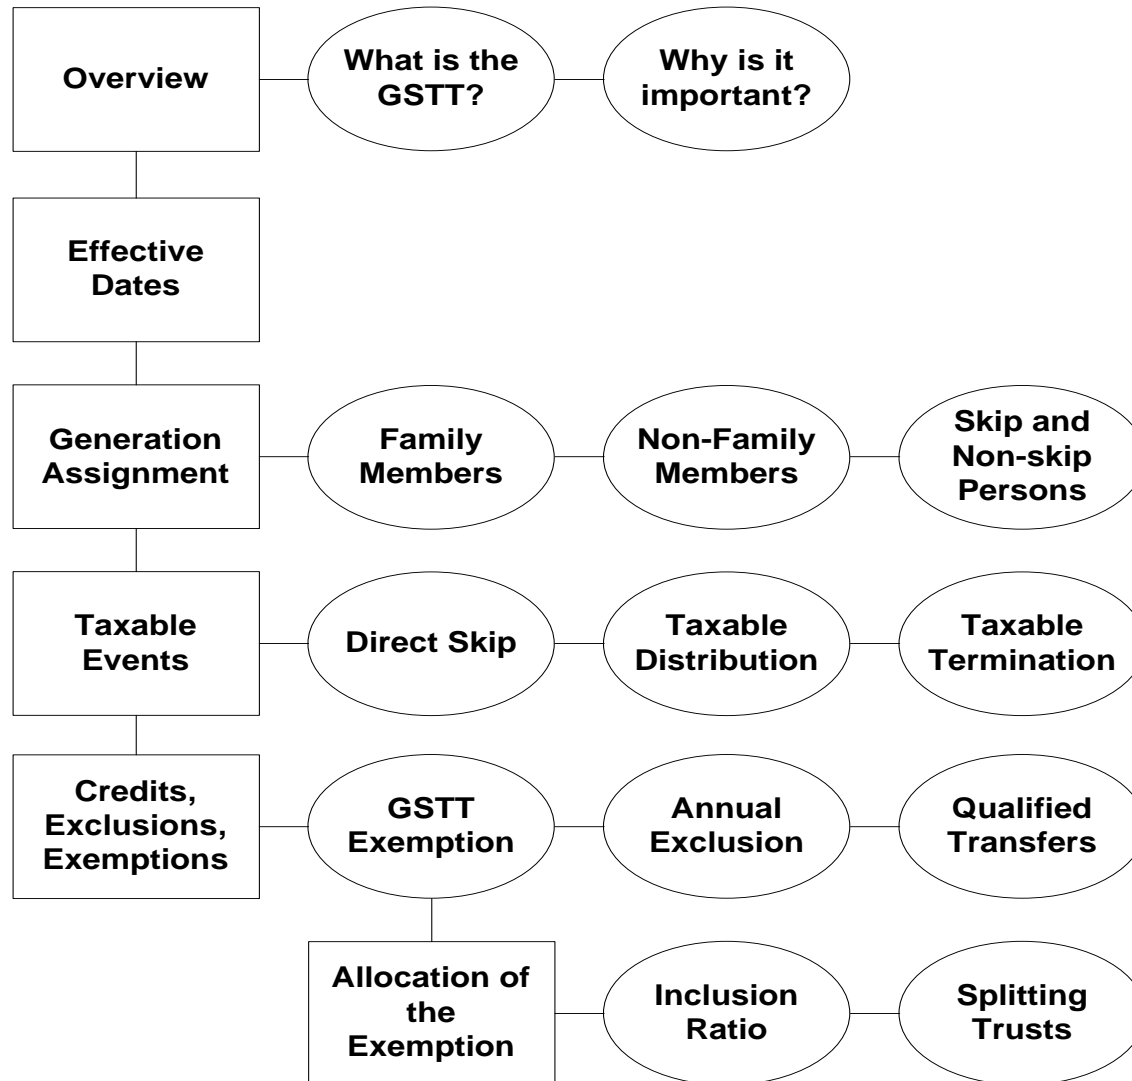 Overview
What is the
GSTT?
Why is it
important?
Effective
Dates
Generation
Assignment
Family
Members
Non-Family
Members
Skip and
Non-skip
Persons
Taxable
Events
Direct Skip
Taxable
Distribution
Taxable
Termination
Credits,
Exclusions,
Exemptions
GSTT
Exemption
Annual
Exclusion
Qualified
Transfers
Allocation of
the
Exemption
Inclusion
Ratio
Splitting
Trusts